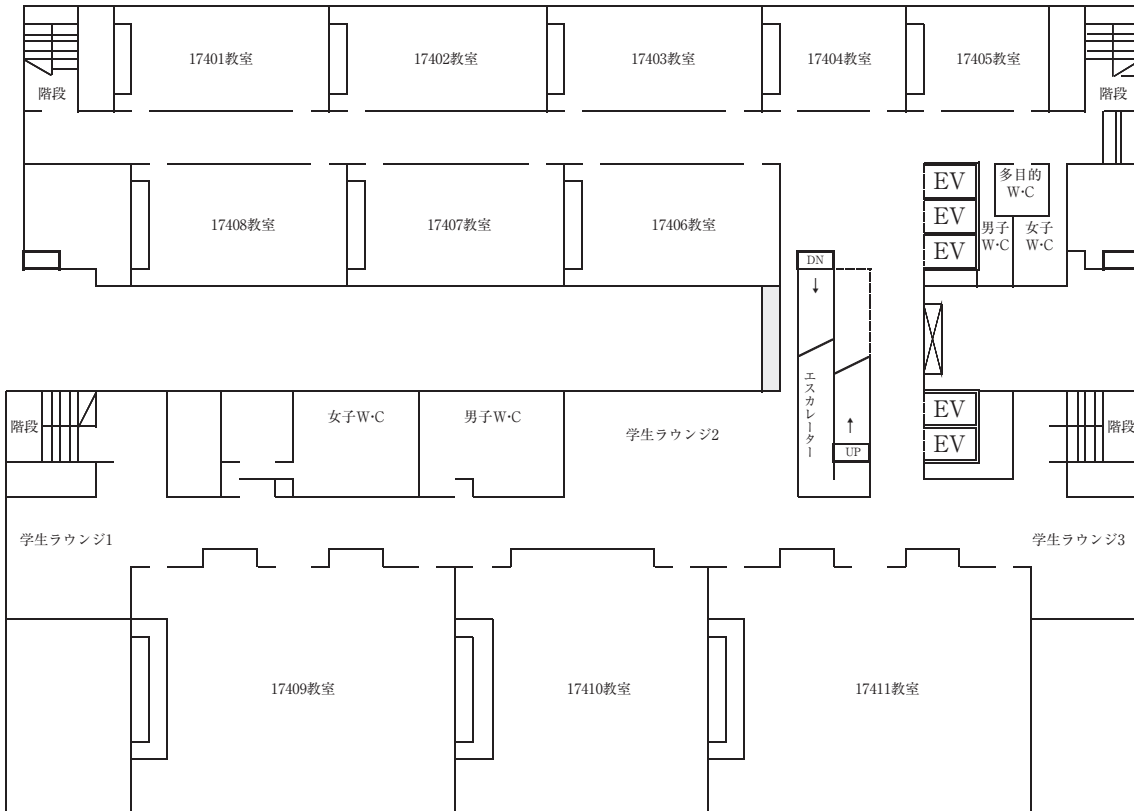 17401教室
17402教室
17403教室
17404教室
17405教室
階段
階段
EV
EV
EV
多目的
W・C
男子
W・C
女子
W・C
17408教室
17407教室
17406教室
DN
エスカレーター
UP
階段
女子W・C
男子W・C
学生ラウンジ2
EV
EV
階段
学生ラウンジ1
学生ラウンジ3
17409教室
17410教室
17411教室